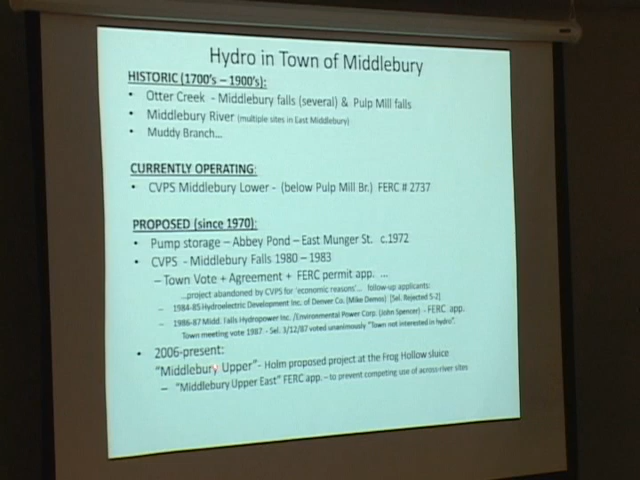 Hydro in Town of Middlebury
HISTORIC (1700's – 1900's):
• Otter Creek - Middlebury falls (several) & Pulp Mill falls
• Middlebury River (multiple sites in East Middlebury)
• Muddy Branch...
CURRENTLY OPERATING:
• CVPS Middlebury Lower - (below Pulp Mill Br.) FERC # 2737
PROPOSED (since 1970):
• Pump storage – Abbey Pond – East Munger St. c.1972
• CVPS - Middlebury Falls 1980 – 1983
– Town Vote + Agreement + FERC permit app. ...
...project abandoned by CVPS for 'economic reasons'... follow-up applicants:
– 1984-85 Hydroelectric Development Inc. of Denver Co. (Mike Demos) [Sel. Rejected 5-2]
– 1986-87 Midd. Falls Hydropower Inc. /Environmental Power Corp. (John Spencer) - FERC app.
Town meeting vote 1987 - Sel. 3/12/87 voted unanimously "Town not interested in hydro".
• 2006-present:
"Middlebury Upper"- Holm proposed project at the Frog Hollow sluice
– "Middlebury Upper East" FERC app. – to prevent competing use of across-river sites